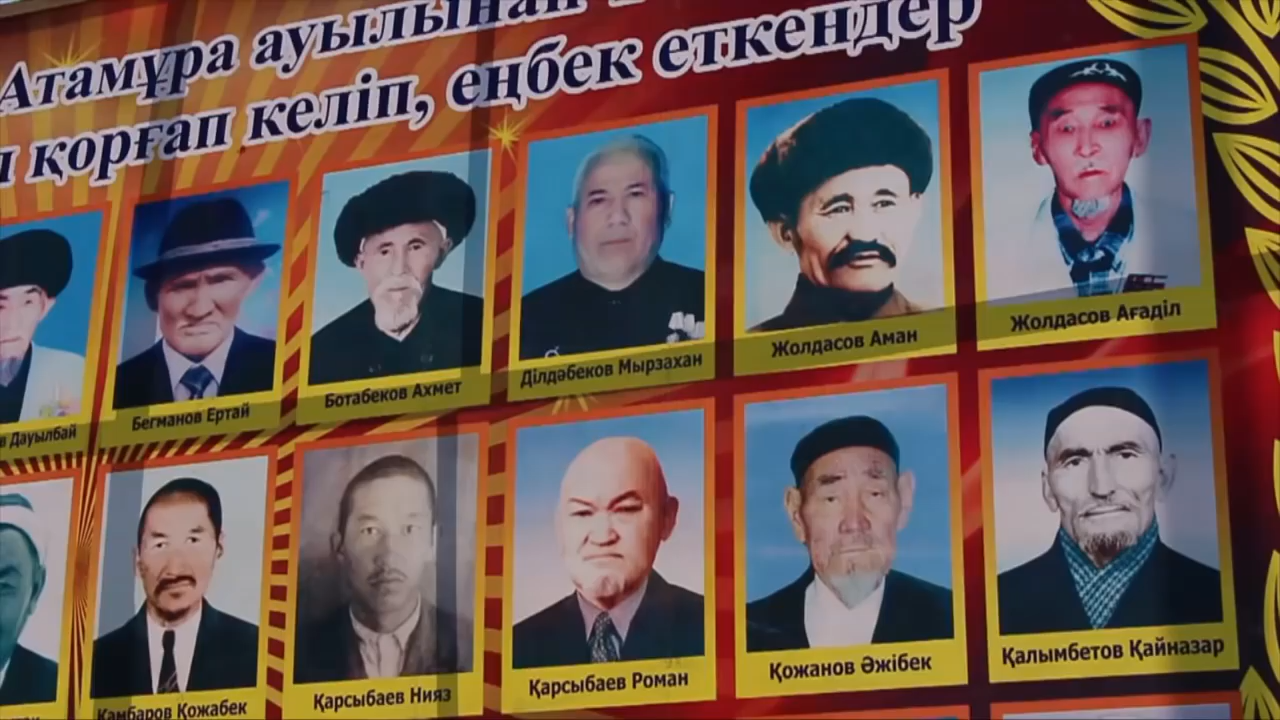 Атамұра ауылынан
қорғап келіп, еңбек еткендер
Дауылбай
Бегманов Ертай
Ботабеков Ахмет
Ділдәбеков Мырзахан
Жолдасов Аман
Жолдасов Ағаділ
Камбаров Қожабек
Қарсыбаев Нияз
Қарсыбаев Роман
Қожанов Әжібек
Қалымбетов Қайназар